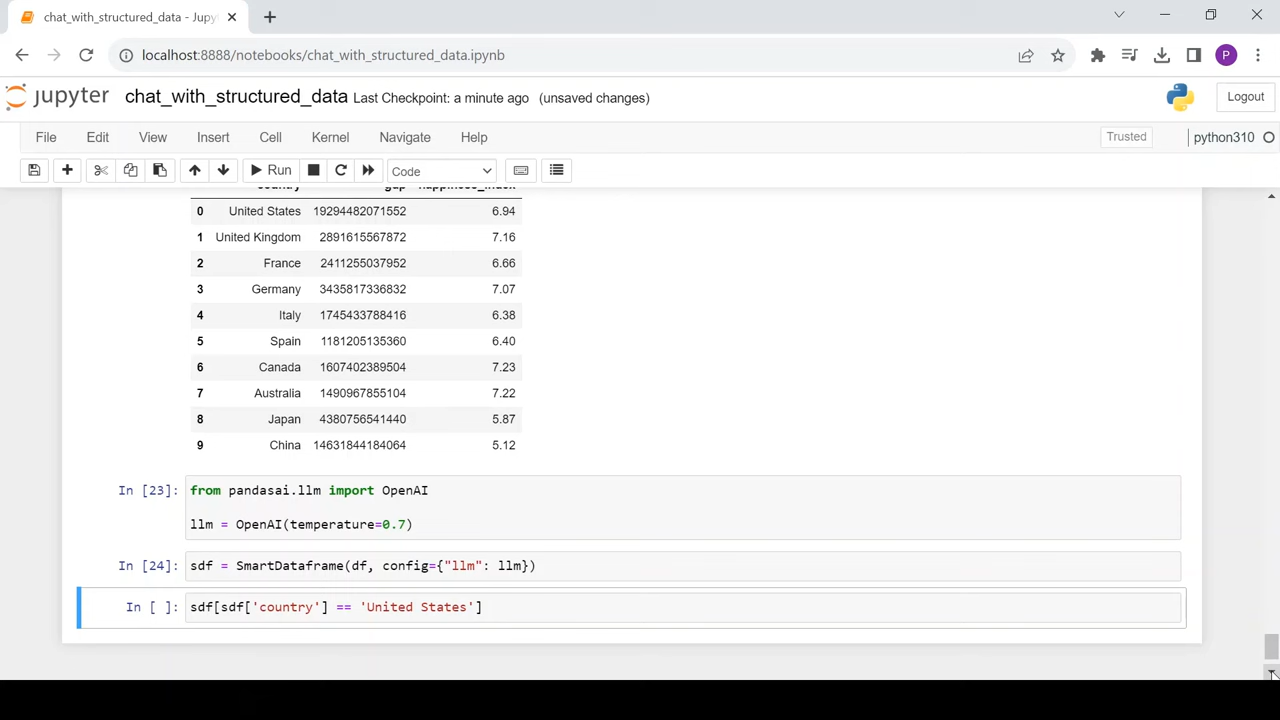 chat_with_structured_data - Jupy
localhost:8888/notebooks/chat_with_structured_data.ipynb
P
jupyter chat_with_structured_data Last Checkpoint: a minute ago (unsaved changes)
Logout
File Edit View Insert Cell Kernel Navigate Help
Trusted python310
Run Code
country gdp happiness_index
0 United States 19294482071552 6.94
1 United Kingdom 2891615567872 7.16
2 France 2411255037952 6.66
3 Germany 3435817336832 7.07
4 Italy 1745433788416 6.38
5 Spain 1181205135360 6.40
6 Canada 1607402389504 7.23
7 Australia 1490967855104 7.22
8 Japan 4380756541440 5.87
9 China 14631844184064 5.12
In [23]: from pandasai.llm import OpenAI
llm = OpenAI(temperature=0.7)
In [24]: sdf = SmartDataframe(df, config={"llm": llm})
In [ ]: sdf[sdf['country'] == 'United States']